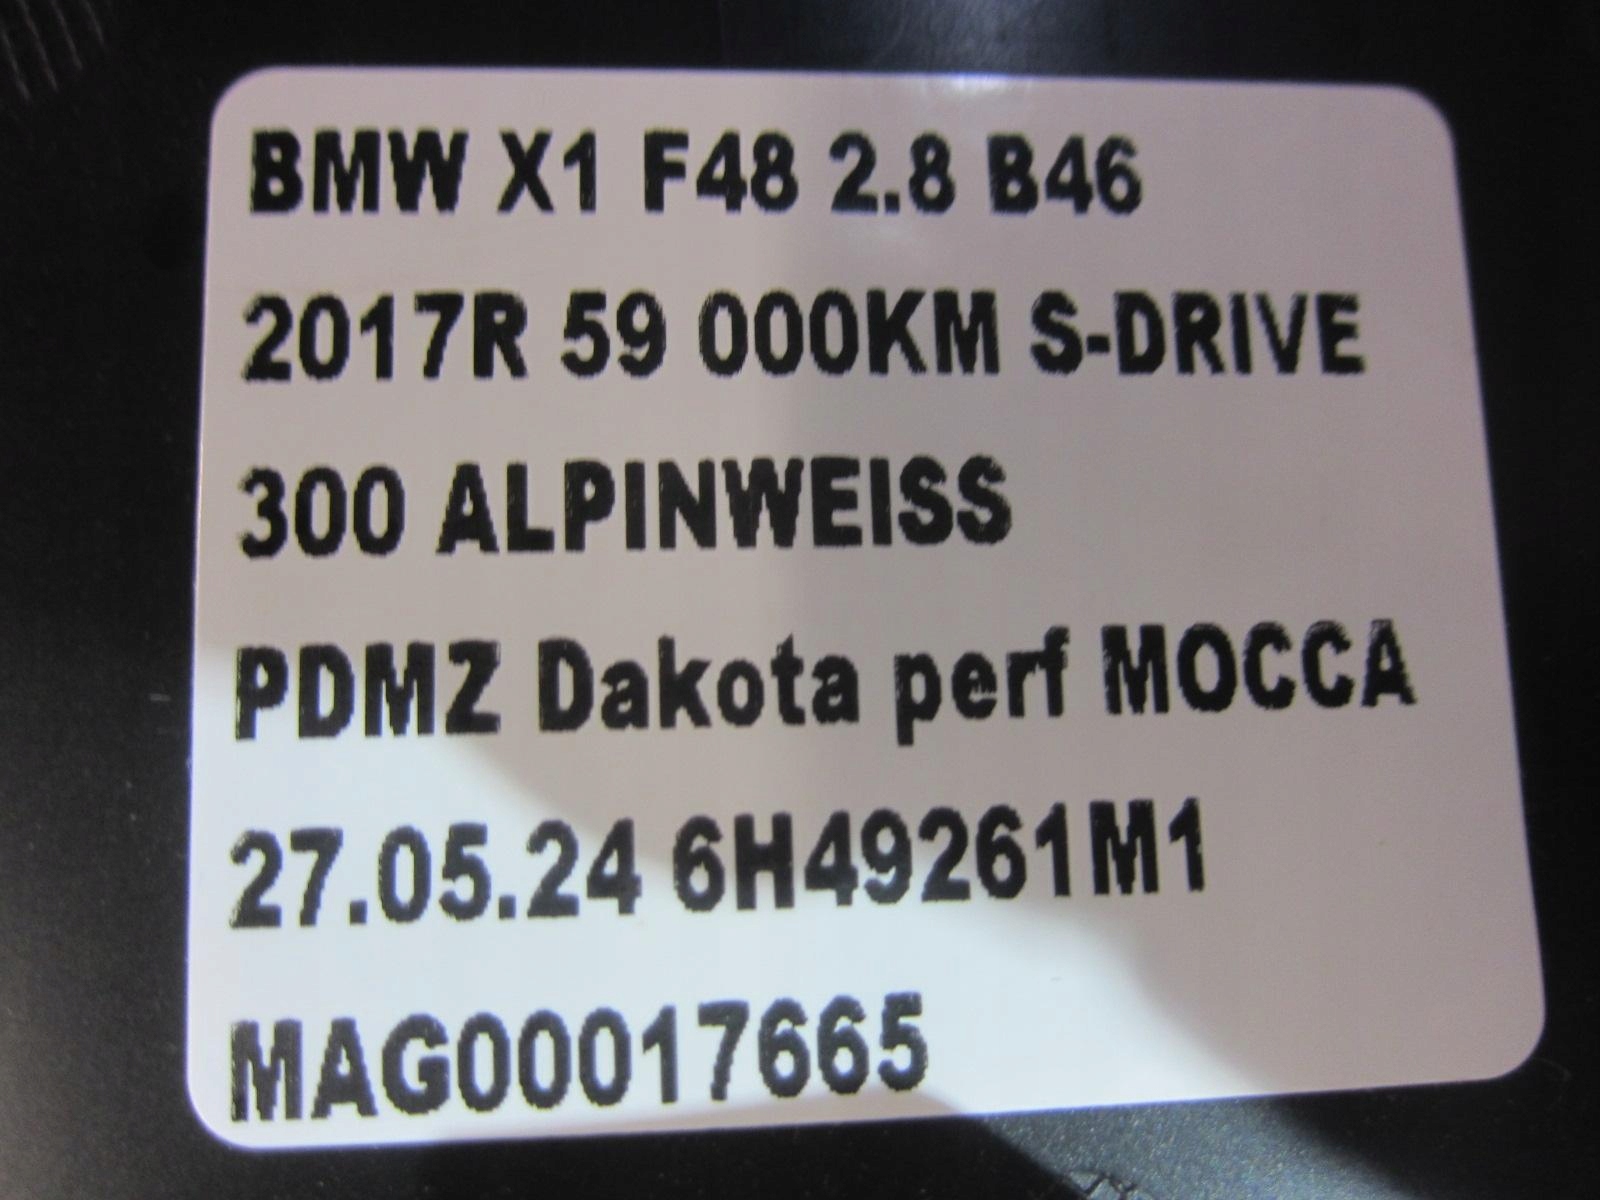 BMW X1 F48 2.8 B46
2017R 59 000KM S-DRIVE
300 ALPINWEISS
PDMZ Dakota perf MOCCA
27.05.24 6H49261M1
MAG00017665